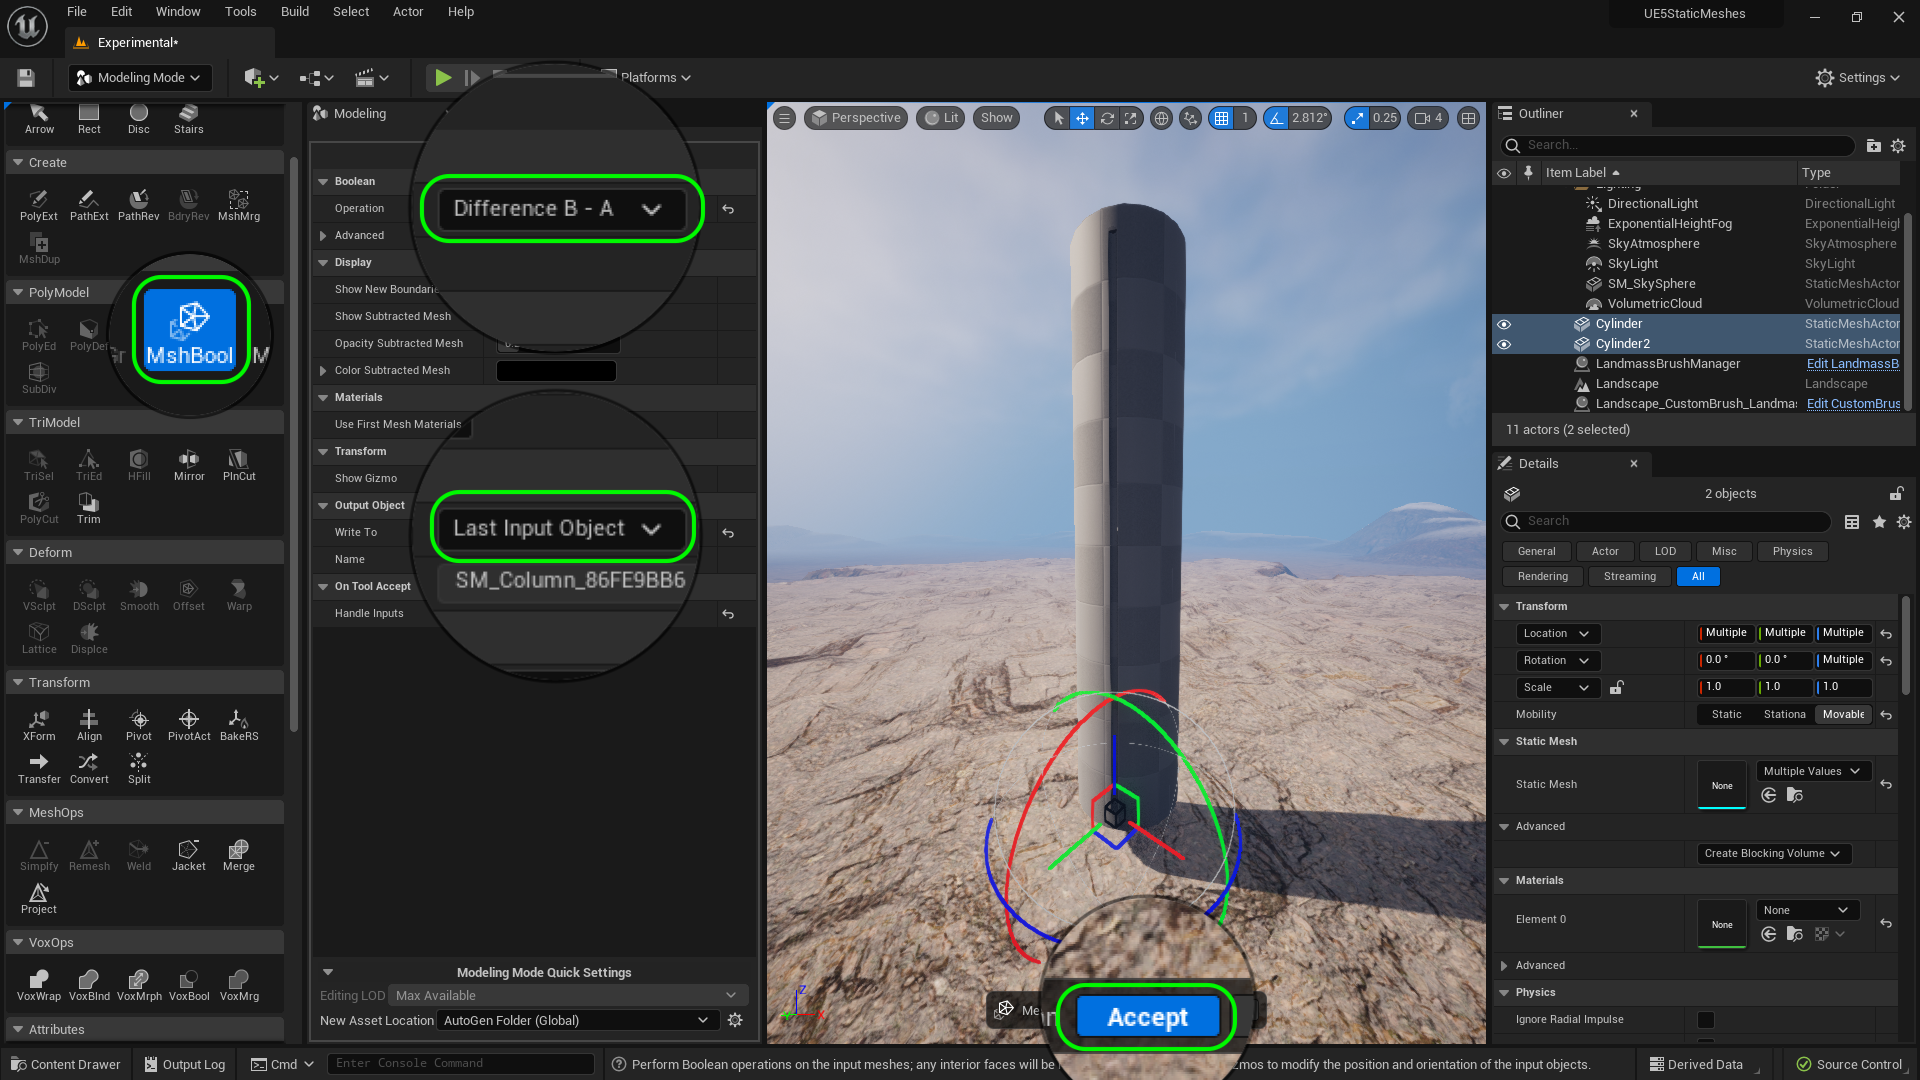 File Edit Window Tools Build Select Actor Help
UE5StaticMeshes
Experimental*
Modeling Mode
Platforms
Settings
Arrow Rect Disc Stairs
Create
PolyExt PathExt PathRev BdryRev MshMrg
MshDup
PolyModel
PolyEd
MshBool
SubDiv
TriModel
TriSel TriEd HFill Mirror PlnCut
PolyCut Trim
Deform
VSclpt DSclpt Smooth Offset Warp
Lattice Displce
Transform
XForm Align Pivot PivotAct BakeRS
Transfer Convert Split
MeshOps
Simplfy Remesh Weld Jacket Merge
Project
VoxOps
VoxWrap VoxBlnd VoxMrph VoxBool VoxMrg
Attributes
Modeling
Boolean
Operation Difference B - A
Advanced
Display
Show New Boundarie
Show Subtracted Mesh
Opacity Subtracted Mesh
Color Subtracted Mesh
Materials
Use First Mesh Materials
Transform
Show Gizmo
Output Object
Write To Last Input Object
Name SM_Column_86FE9BB6
On Tool Accept
Handle Inputs
Modeling Mode Quick Settings
Editing LOD Max Available
New Asset Location AutoGen Folder (Global)
Perspective Lit Show 1 2.812° 0.25 4
Z
X
Me
Accept
Outliner
Search...
Item Label Type
Lighting Folder
DirectionalLight DirectionalLight
ExponentialHeightFog ExponentialHeigl
SkyAtmosphere SkyAtmosphere
SkyLight SkyLight
SM_SkySphere StaticMeshActor
VolumetricCloud VolumetricCloud
Cylinder StaticMeshActor
Cylinder2 StaticMeshActor
LandmassBrushManager Edit LandmassB
Landscape Landscape
Landscape_CustomBrush_Landmas Edit CustomBrus
11 actors (2 selected)
Details
2 objects
Search
General Actor LOD Misc Physics
Rendering Streaming All
Transform
Location Multiple Multiple Multiple
Rotation 0.0 ° 0.0 ° Multiple
Scale 1.0 1.0 1.0
Mobility Static Stationa Movable
Static Mesh
Static Mesh None Multiple Values
Advanced
Create Blocking Volume
Materials
Element 0 None None
Advanced
Physics
Ignore Radial Impulse
Content Drawer Output Log Cmd Enter Console Command
Perform Boolean operations on the input meshes; any interior faces will be zmos to modify the position and orientation of the input objects.
Derived Data Source Control